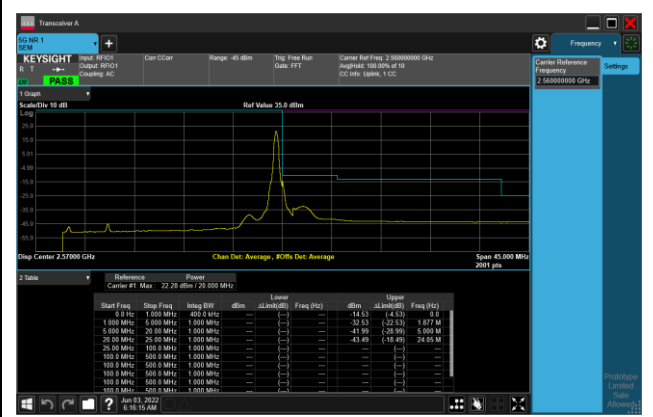 Transceiver A
5G NR 1
SEM
+
Frequency
KEYSIGHT
R T
PASS
Input: RFIO1
Output: RFIO1
Coupling: AC
Corr CCorr
Range: -45 dBm
Trig: Free Run
Gate: FFT
Carrier Ref Freq: 2.560000000 GHz
Avg|Hold: 100.00% of 10
CC Info: Uplink, 1 CC
Carrier Reference
Frequency
2.560000000 GHz
Settings
1 Graph
Scale/Div 10 dB
Ref Value 35.0 dBm
Log
25.0
15.0
5.01
-4.99
-15.0
-25.0
-35.0
-45.0
-55.0
Disp Center 2.57000 GHz
Chan Det: Average , #Offs Det: Average
Span 45.000 MHz
2001 pts
2 Table
Reference Power
Carrier #1 Max 22.28 dBm / 20.000 MHz
Lower Upper
Start Freq Stop Freq Integ BW dBm ΔLimit(dB) Freq (Hz) dBm ΔLimit(dB) Freq (Hz)
0.0 Hz 1.000 MHz 400.0 kHz --- (---) --- -14.53 (-4.53) 0.0
1.000 MHz 5.000 MHz 1.000 MHz --- (---) --- -32.53 (-22.53) 1.877 M
5.000 MHz 20.00 MHz 1.000 MHz --- (---) --- -41.99 (-28.99) 5.000 M
20.00 MHz 25.00 MHz 1.000 MHz --- (---) --- -43.49 (-18.49) 24.05 M
25.00 MHz 100.0 MHz 1.000 MHz --- (---) --- --- (---) ---
100.0 MHz 500.0 MHz 1.000 MHz --- (---) --- --- (---) ---
100.0 MHz 500.0 MHz 1.000 MHz --- (---) --- --- (---) ---
100.0 MHz 500.0 MHz 1.000 MHz --- (---) --- --- (---) ---
100.0 MHz 500.0 MHz 1.000 MHz --- (---) --- --- (---) ---
Prototype
Limited
Sale
Allowed
?
Jun 03, 2022
6:16:15 AM